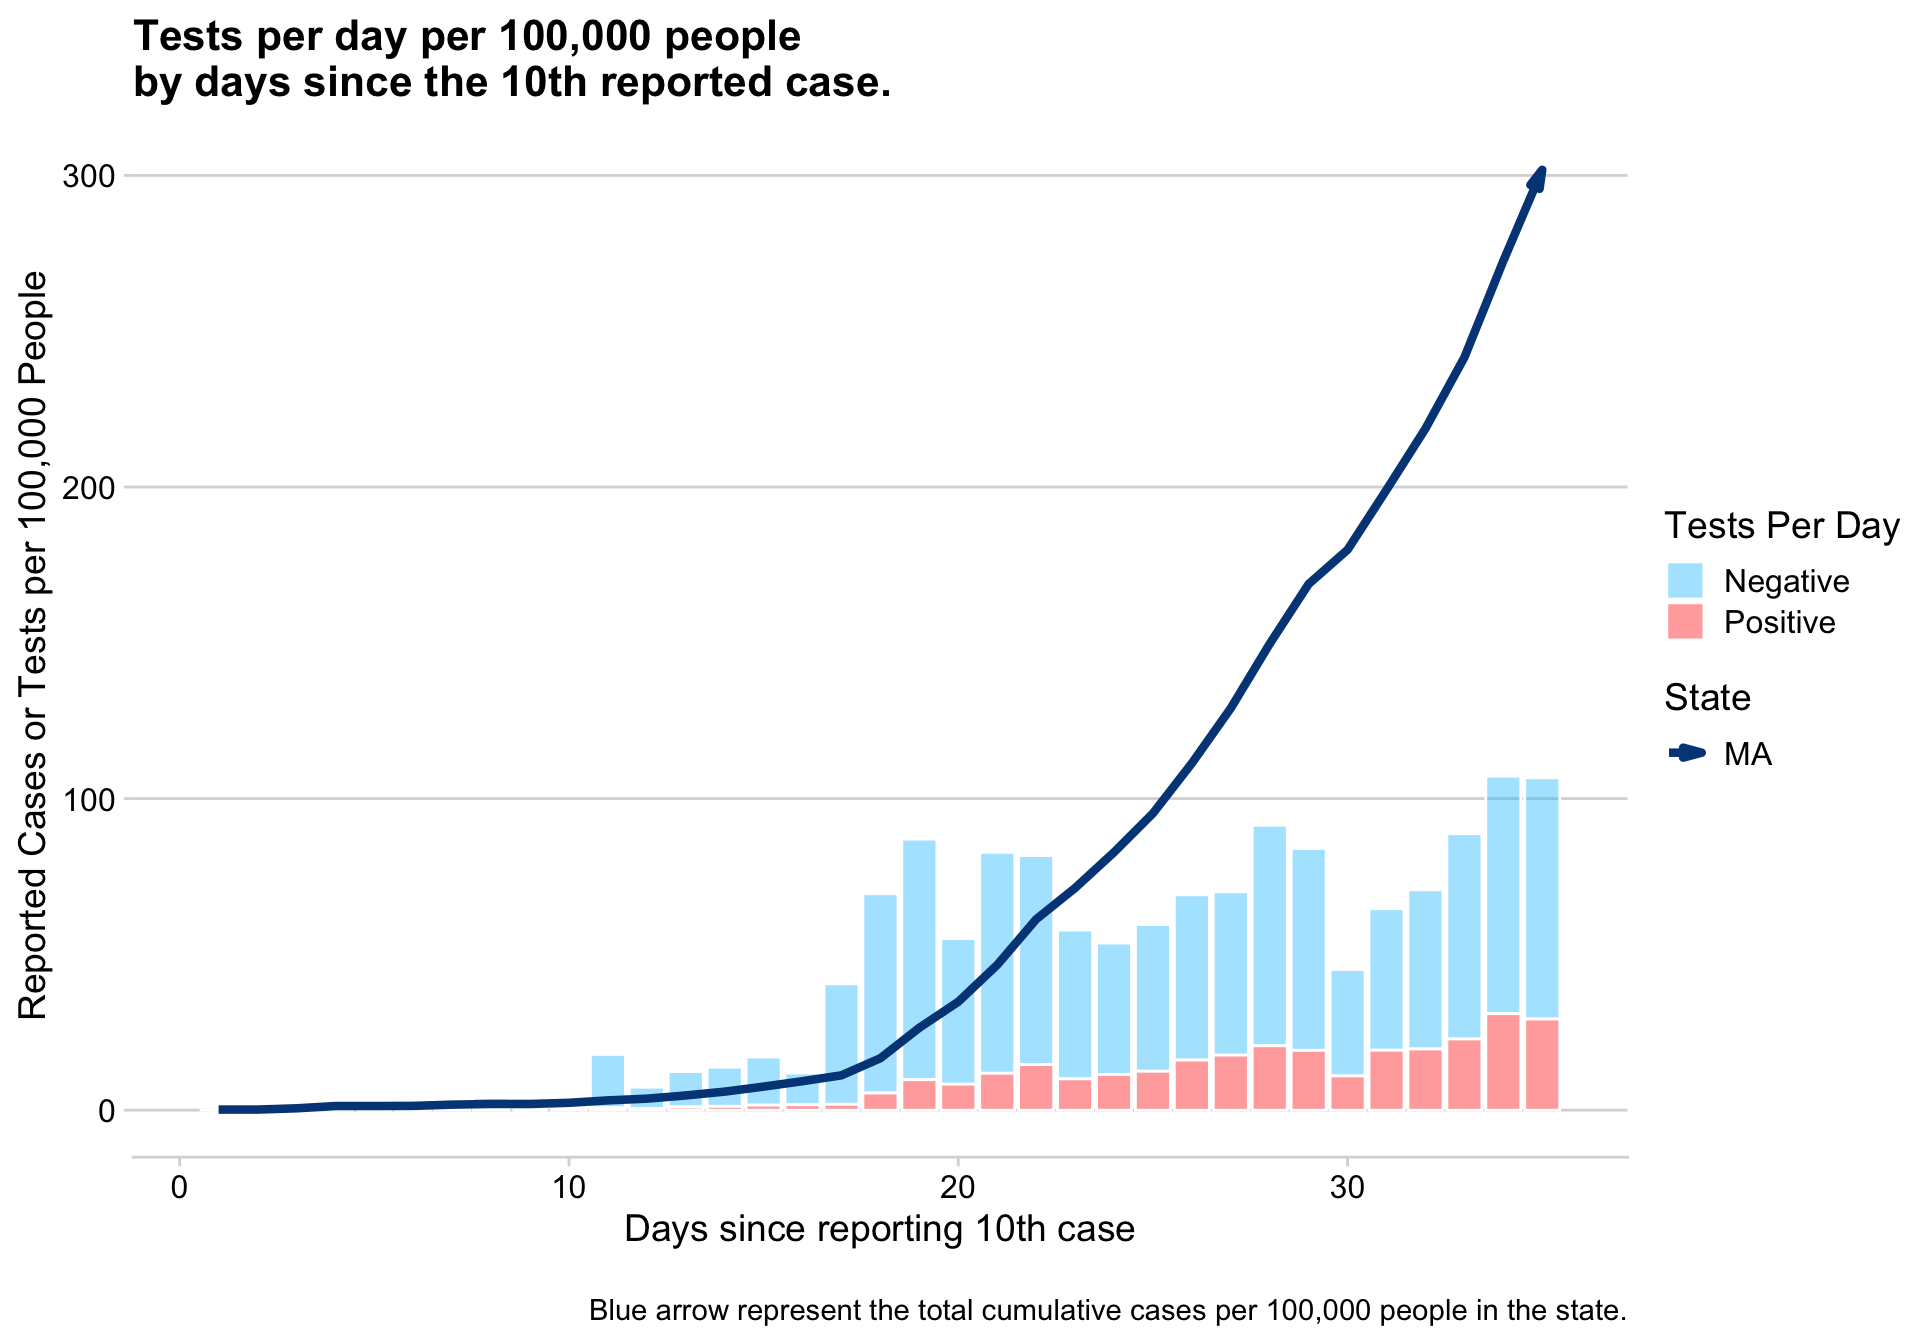 Tests per day per 100,000 people
by days since the 10th reported case.
Reported Cases or Tests per 100,000 People
300
200
100
0
0
10
20
30
Days since reporting 10th case
Tests Per Day
Negative
Positive
State
MA
Blue arrow represent the total cumulative cases per 100,000 people in the state.